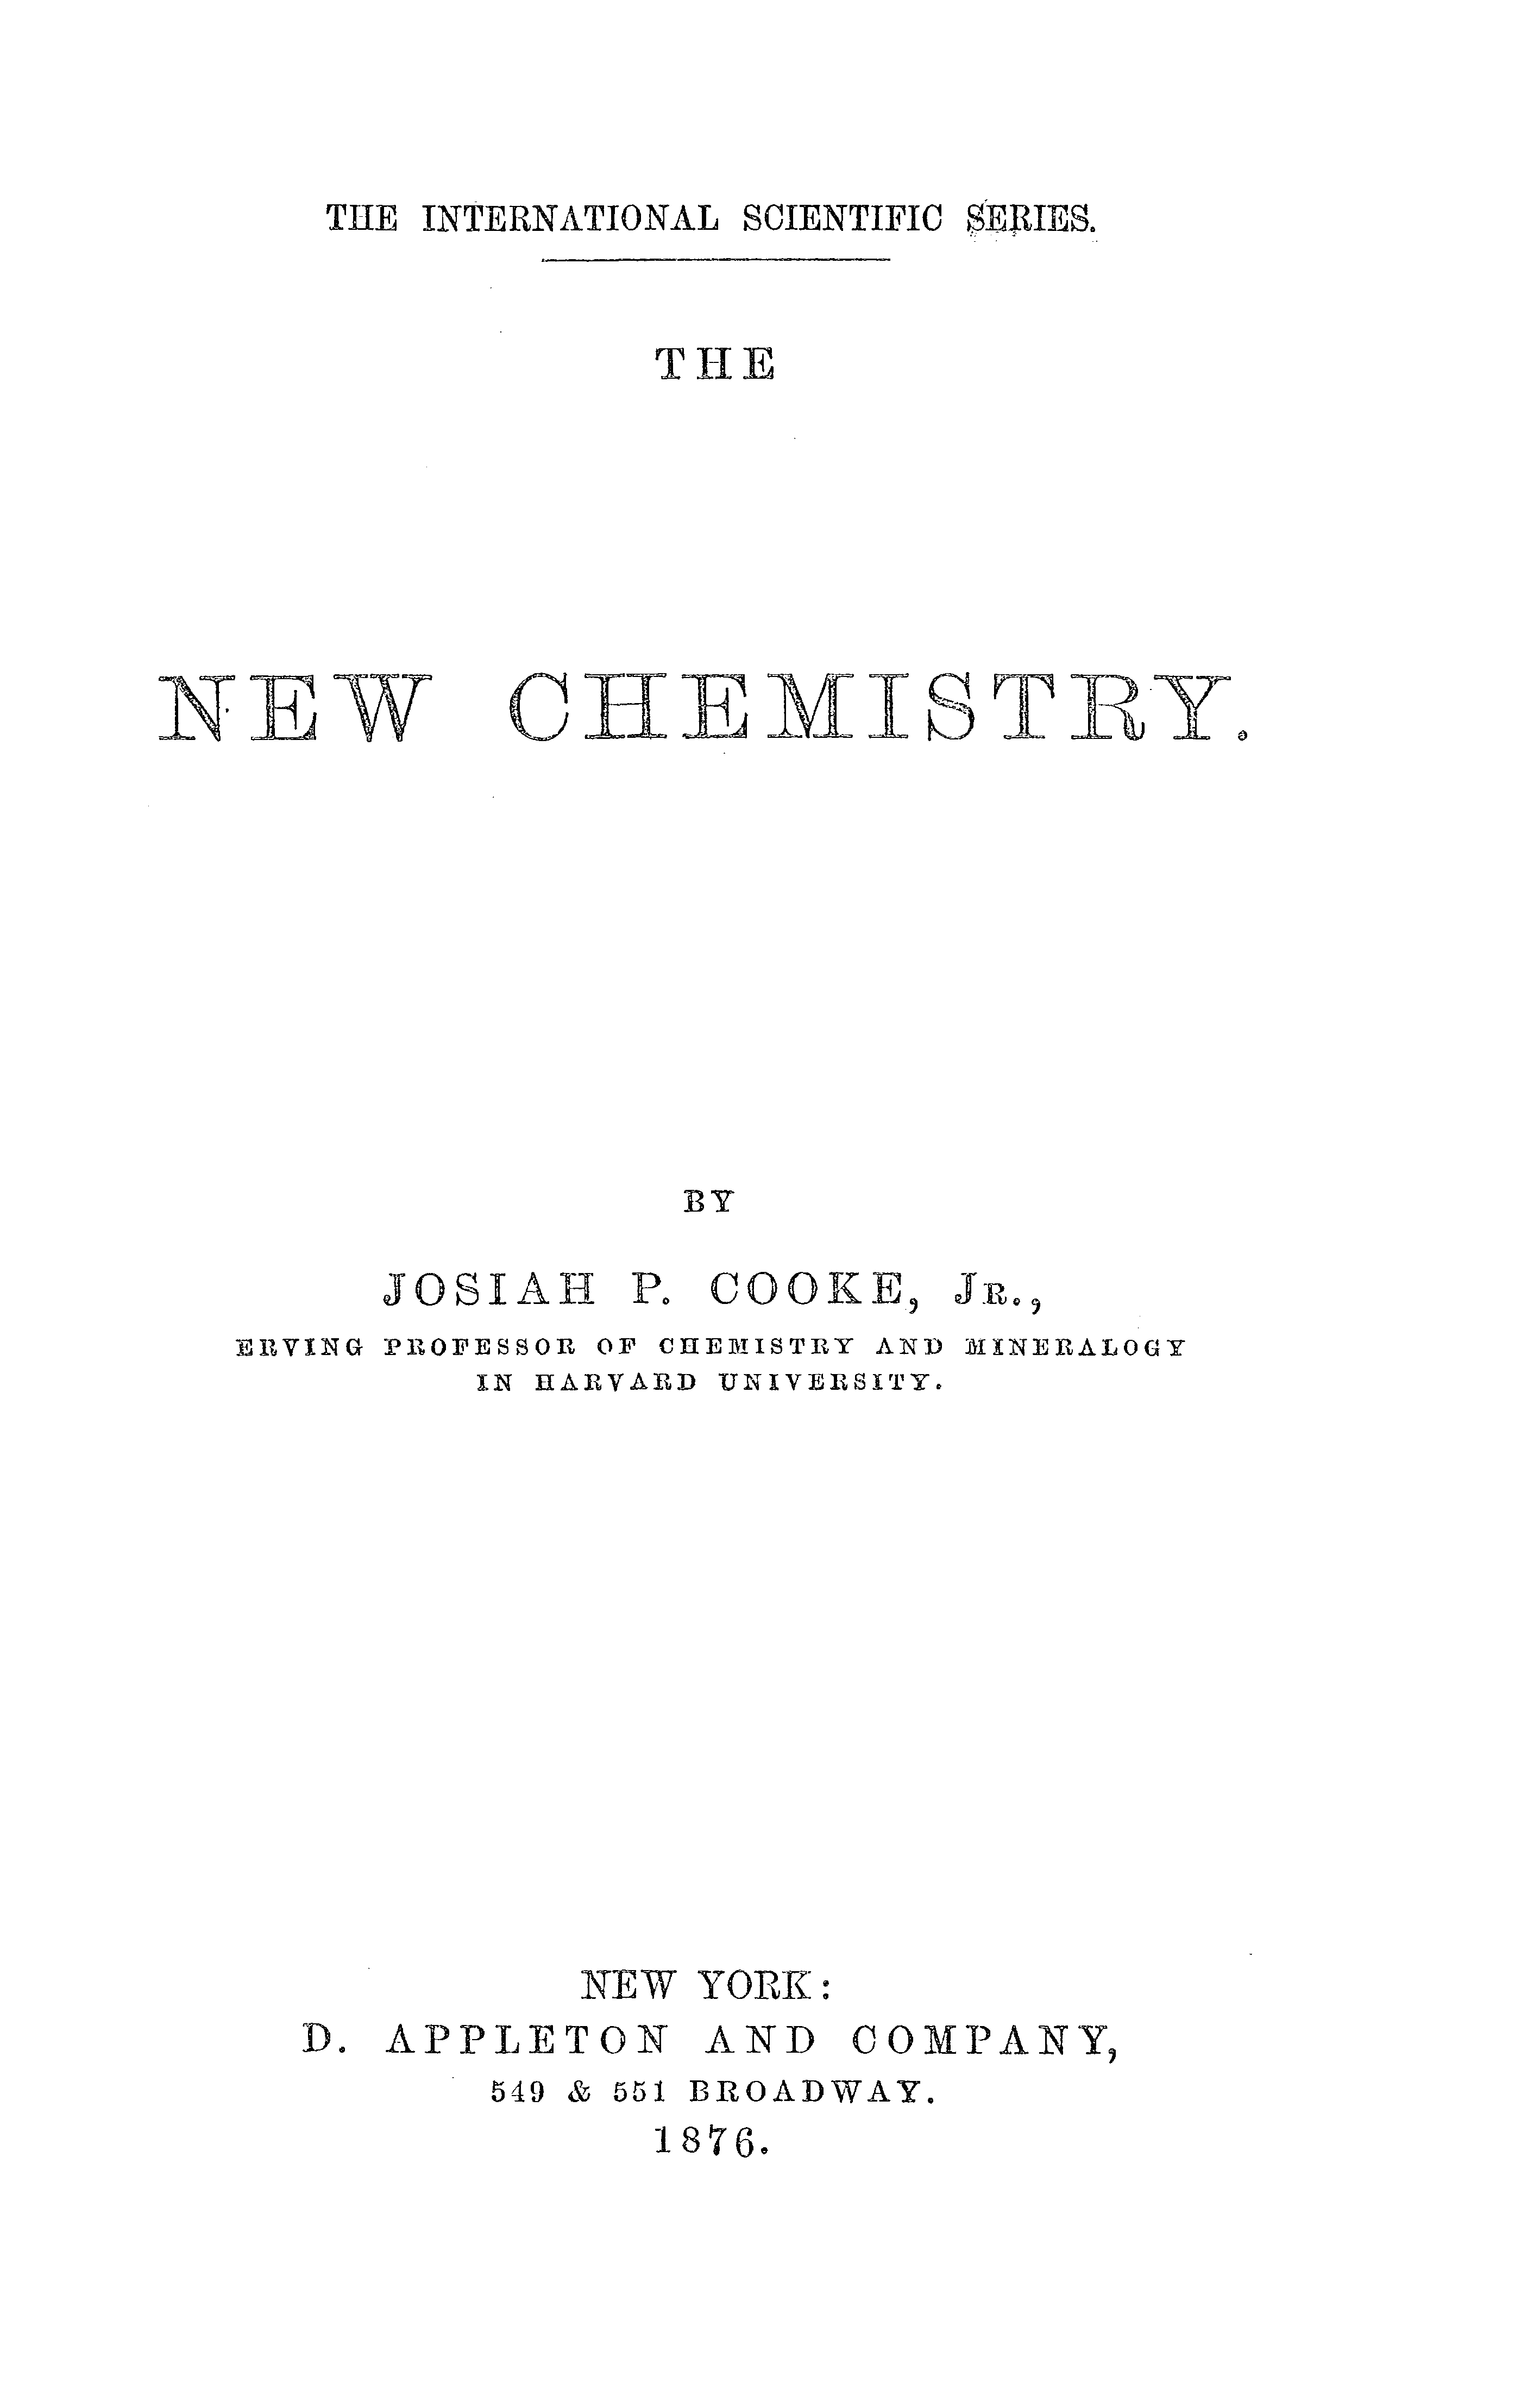 THE INTERNATIONAL SCIENTIFIC SERIES.
THE
NEW CHEMISTRY.
BY
JOSIAH P. COOKE, JR.,
ERVING PROFESSOR OF CHEMISTRY AND MINERALOGY
IN HARVARD UNIVERSITY.
NEW YORK:
D. APPLETON AND COMPANY,
549 & 551 BROADWAY.
1876.